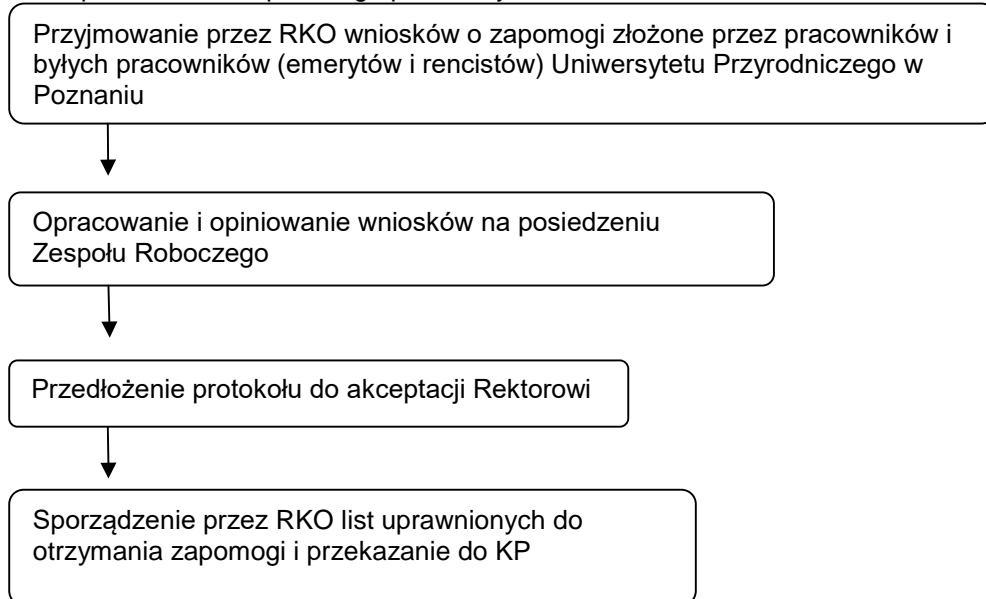 Przyjmowanie przez RKO wniosków o zapomogi złożone przez pracowników i
byłych pracowników (emerytów i rencistów) Uniwersytetu Przyrodniczego w
Poznaniu
Opracowanie i opiniowanie wniosków na posiedzeniu
Zespołu Roboczego
Przedłożenie protokołu do akceptacji Rektorowi
Sporządzenie przez RKO list uprawnionych do
otrzymania zapomogi i przekazanie do KP